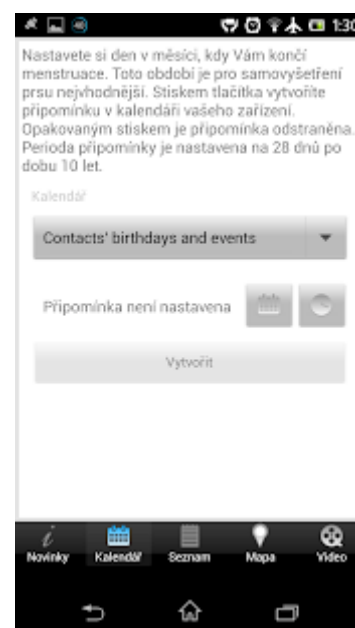 1:30
Nastavete si den v měsíci, kdy Vám končí
menstruace. Toto období je pro samovyšetření
prsu nejvhodnější. Stiskem tlačítka vytvoříte
připomínku v kalendáři vašeho zařízení.
Opakovaným stiskem je připomínka odstraněna.
Perioda připomínky je nastavena na 28 dnů po
dobu 10 let.
Kalendář
Contacts' birthdays and events
Připomínka není nastavena
Vytvořit
Novinky Kalendář Seznam Mapa Video